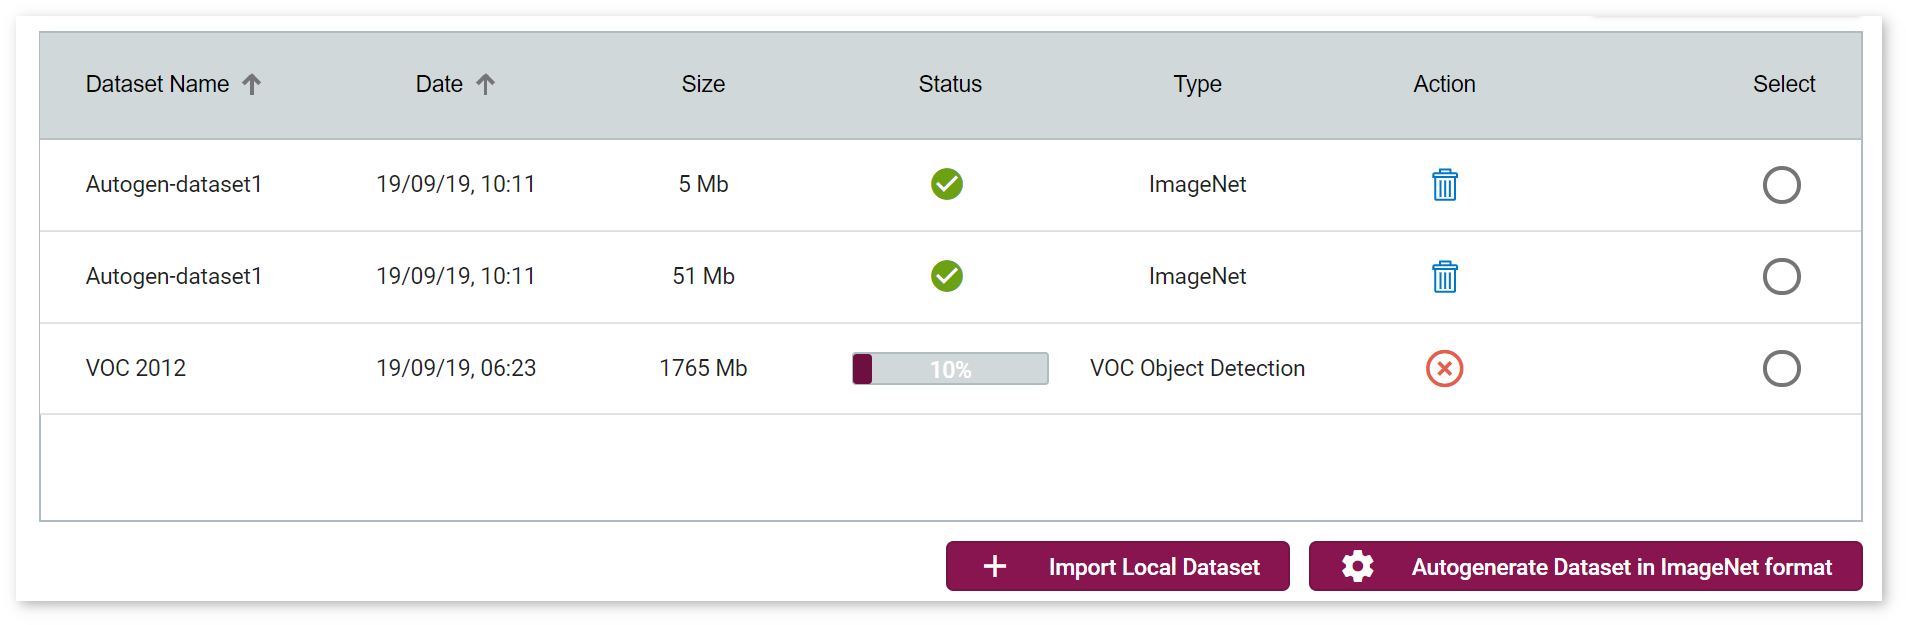 Dataset Name Date Size Status Type Action Select
Autogen-dataset1 19/09/19, 10:11 5 Mb ImageNet
Autogen-dataset1 19/09/19, 10:11 51 Mb ImageNet
VOC 2012 19/09/19, 06:23 1765 Mb 10% VOC Object Detection
Import Local Dataset Autogenerate Dataset in ImageNet format